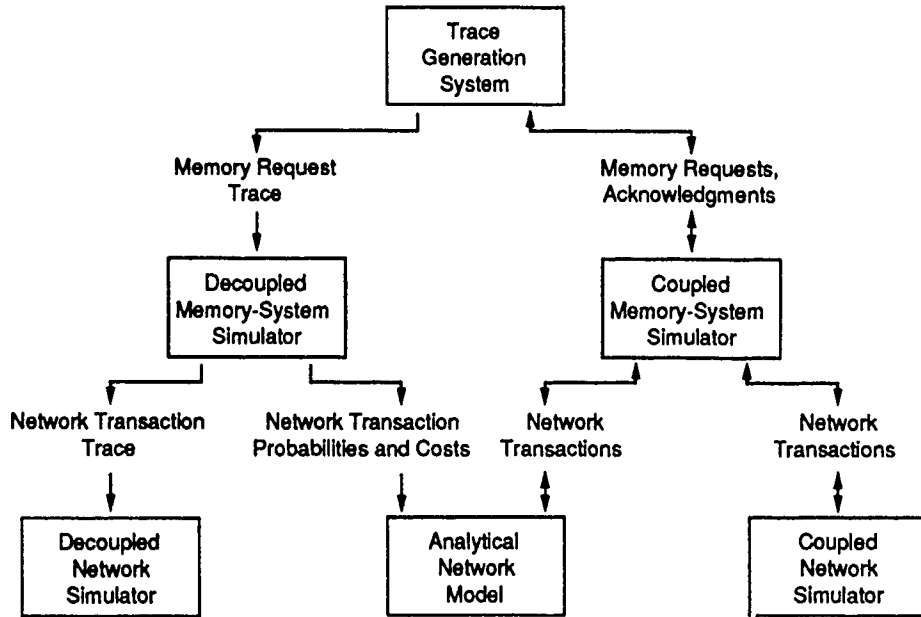 Trace
Generation
System
Memory Request
Trace
Memory Requests,
Acknowledgments
Decoupled
Memory-System
Simulator
Coupled
Memory-System
Simulator
Network Transaction
Trace
Network Transaction
Probabilities and Costs
Network
Transactions
Network
Transactions
Decoupled
Network
Simulator
Analytical
Network
Model
Coupled
Network
Simulator